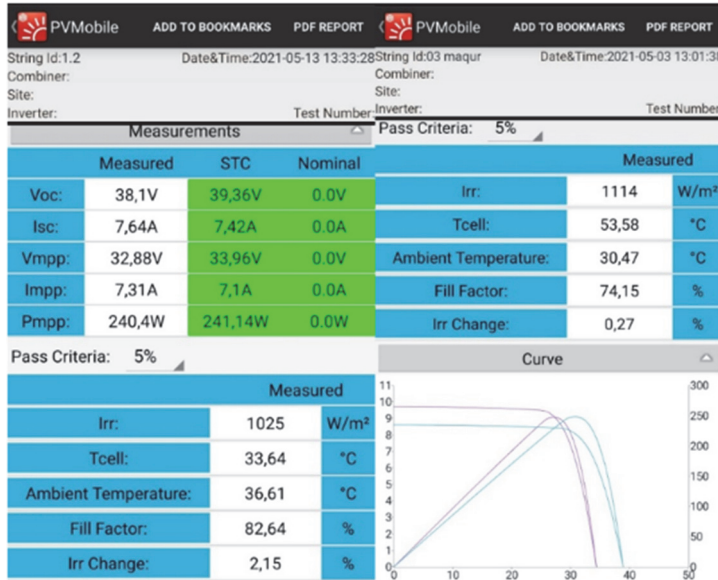 PVMobile ADD TO BOOKMARKS PDF REPORT
String Id:1.2 Date&Time:2021-05-13 13:33:28
Combiner:
Site:
Inverter: Test Number:
Measurements
Measured STC Nominal
Voc: 38,1V 39,36V 0.0V
Isc: 7,64A 7,42A 0.0A
Vmpp: 32,88V 33,96V 0.0V
Impp: 7,31A 7,1A 0.0A
Pmpp: 240,4W 241,14W 0.0W
Pass Criteria: 5%
Measured
Irr: 1025 W/m²
Tcell: 33,64 °C
Ambient Temperature: 36,61 °C
Fill Factor: 82,64 %
Irr Change: 2,15 %
PVMobile ADD TO BOOKMARKS PDF REPORT
String Id:03 maqur Date&Time:2021-05-03 13:01:38
Combiner:
Site:
Inverter: Test Number
Pass Criteria: 5%
Measured
Irr: 1114 W/m²
Tcell: 53,58 °C
Ambient Temperature: 30,47 °C
Fill Factor: 74,15 %
Irr Change: 0,27 %
Curve
11 300
10
9 250
8
7 200
6
5 150
4 100
3
2 50
1
0 0
0 10 20 30 40 50